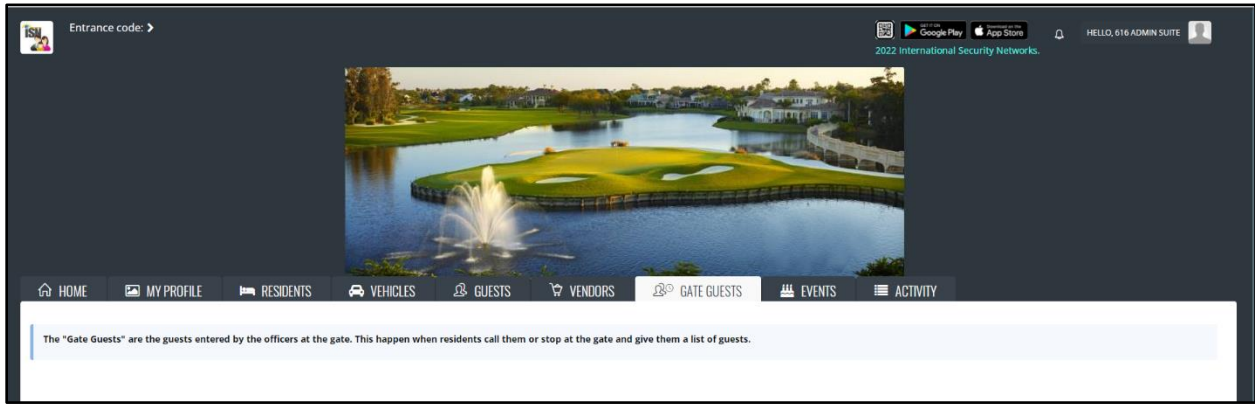 ISN
Entrance code:
GET IT ON
Google Play
Download on the
App Store
HELLO, 616 ADMIN SUITE
2022 International Security Networks.
HOME
MY PROFILE
RESIDENTS
VEHICLES
GUESTS
VENDORS
GATE GUESTS
EVENTS
ACTIVITY
The "Gate Guests" are the guests entered by the officers at the gate. This happen when residents call them or stop at the gate and give them a list of guests.